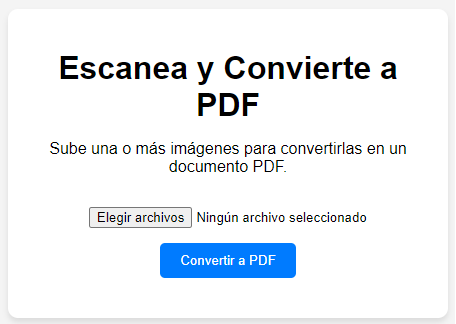 Escanea y Convierte a
PDF
Sube una o más imágenes para convertirlas en un
documento PDF.
Elegir archivos Ningún archivo seleccionado
Convertir a PDF